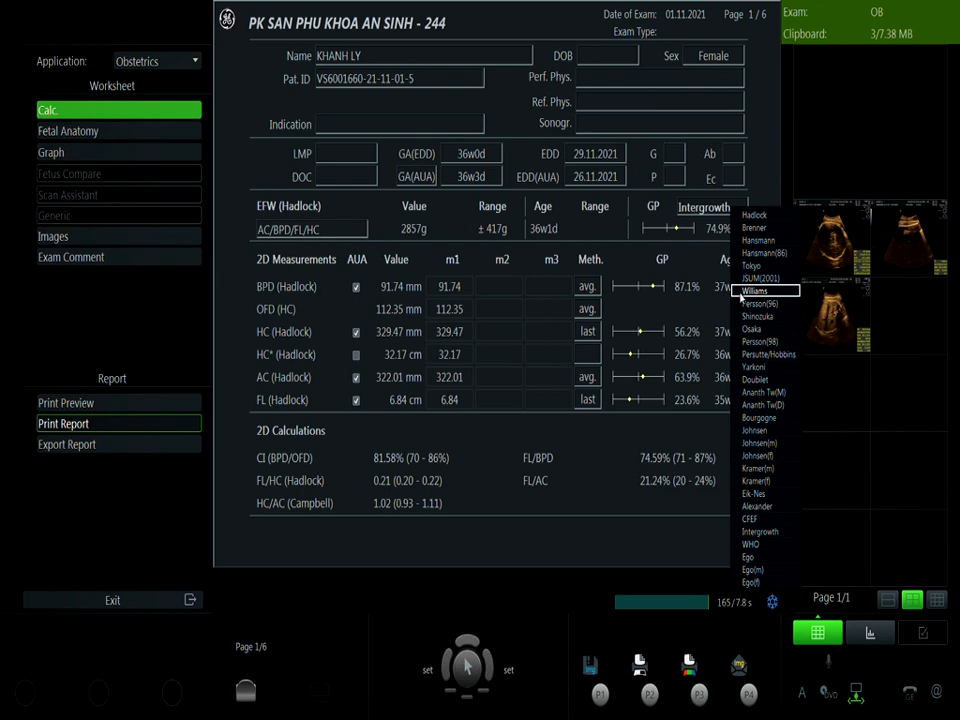 PK SAN PHU KHOA AN SINH - 244
Date of Exam: 01.11.2021 Page 1 / 6
Exam Type:
Exam: OB
Clipboard: 3/7.38 MB
Application: Obstetrics
Worksheet
Calc.
Fetal Anatomy
Graph
Fetus Compare
Scan Assistant
Generic
Images
Exam Comment
Report
Print Preview
Print Report
Export Report
Exit
Name KHANH LY DOB Sex Female
Pat. ID VS6001660-21-11-01-5 Perf. Phys.
Ref. Phys.
Indication Sonogr.
LMP GA(EDD) 36w0d EDD 29.11.2021 G Ab
DOC GA(AUA) 36w3d EDD(AUA) 26.11.2021 P Ec
EFW (Hadlock) Value Range Age Range GP Intergrowth
AC/BPD/FL/HC 2857g ± 417g 36w1d 74.9%
2D Measurements AUA Value m1 m2 m3 Meth. GP Ag
BPD (Hadlock) 91.74 mm 91.74 avg. 87.1% 37w
OFD (HC) 112.35 mm 112.35 avg.
HC (Hadlock) 329.47 mm 329.47 last 56.2% 37w
HC* (Hadlock) 32.17 cm 32.17 26.7% 36w
AC (Hadlock) 322.01 mm 322.01 avg. 63.9% 36w
FL (Hadlock) 6.84 cm 6.84 last 23.6% 35w
2D Calculations
CI (BPD/OFD) 81.58% (70 - 86%) FL/BPD 74.59% (71 - 87%)
FL/HC (Hadlock) 0.21 (0.20 - 0.22) FL/AC 21.24% (20 - 24%)
HC/AC (Campbell) 1.02 (0.93 - 1.11)
Hadlock
Brenner
Hansmann
Hansmann(86)
Tokyo
JSUM(2001)
Williams
Persson(96)
Shinozuka
Osaka
Persson(98)
Persutte/Hobbins
Yarkoni
Doubilet
Ananth Tw(M)
Ananth Tw(D)
Bourgogne
Johnsen
Johnsen(m)
Johnsen(f)
Kramer(m)
Kramer(f)
Eik-Nes
Alexander
CFEF
Intergrowth
WHO
Ego
Ego(m)
Ego(f)
165/7.8 s
Page 1/1
Page 1/6
set set
Img
P1 P2 P3 P4
A DVD @